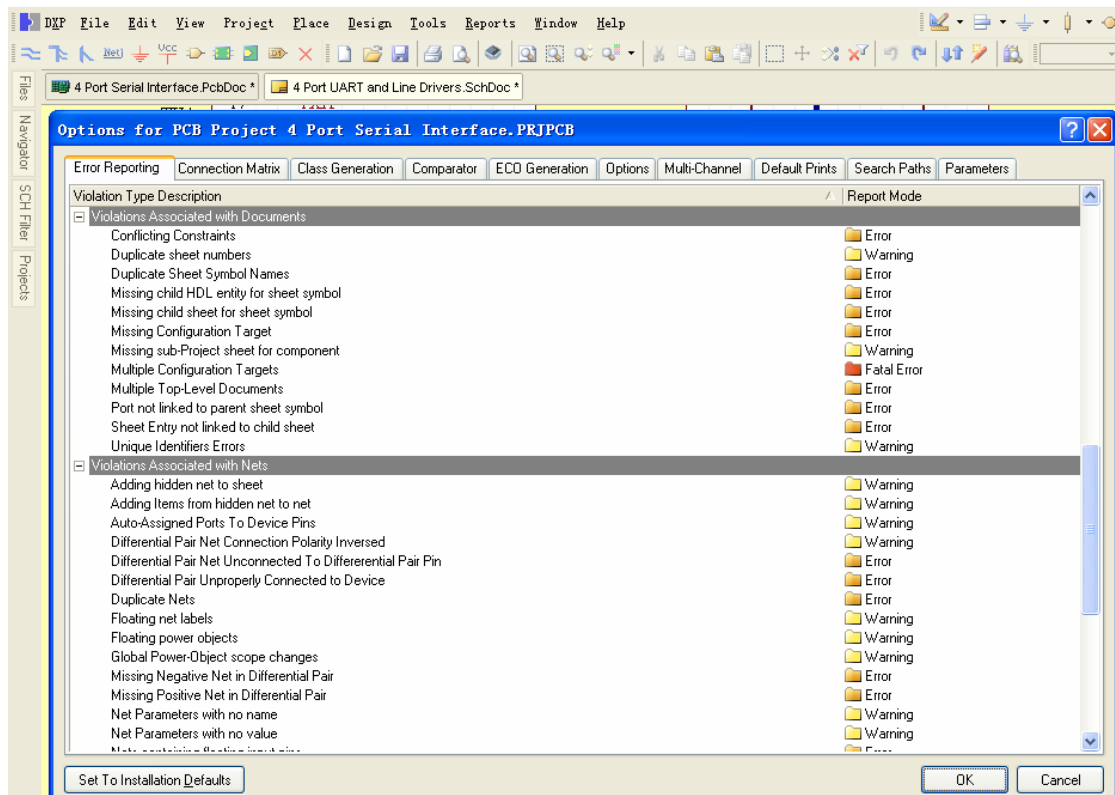 DXP File Edit View Project Place Design Tools Reports Window Help
Net Vcc
Files
Navigator
SCH Filter
Projects
4 Port Serial Interface.PcbDoc * 4 Port UART and Line Drivers.SchDoc *
Options for PCB Project 4 Port Serial Interface.PRJPCB
Error Reporting Connection Matrix Class Generation Comparator ECO Generation Options Multi-Channel Default Prints Search Paths Parameters
Violation Type Description Report Mode
Violations Associated with Documents
Conflicting Constraints Error
Duplicate sheet numbers Warning
Duplicate Sheet Symbol Names Error
Missing child HDL entity for sheet symbol Error
Missing child sheet for sheet symbol Error
Missing Configuration Target Error
Missing sub-Project sheet for component Warning
Multiple Configuration Targets Fatal Error
Multiple Top-Level Documents Error
Port not linked to parent sheet symbol Error
Sheet Entry not linked to child sheet Error
Unique Identifiers Errors Warning
Violations Associated with Nets
Adding hidden net to sheet Warning
Adding Items from hidden net to net Warning
Auto-Assigned Ports To Device Pins Warning
Differential Pair Net Connection Polarity Inversed Warning
Differential Pair Net Unconnected To Differerential Pair Pin Error
Differential Pair Unproperly Connected to Device Error
Duplicate Nets Error
Floating net labels Warning
Floating power objects Warning
Global Power-Object scope changes Warning
Missing Negative Net in Differential Pair Error
Missing Positive Net in Differential Pair Error
Net Parameters with no name Warning
Net Parameters with no value Warning
Nets containing floating input pins Error
Set To Installation Defaults OK Cancel